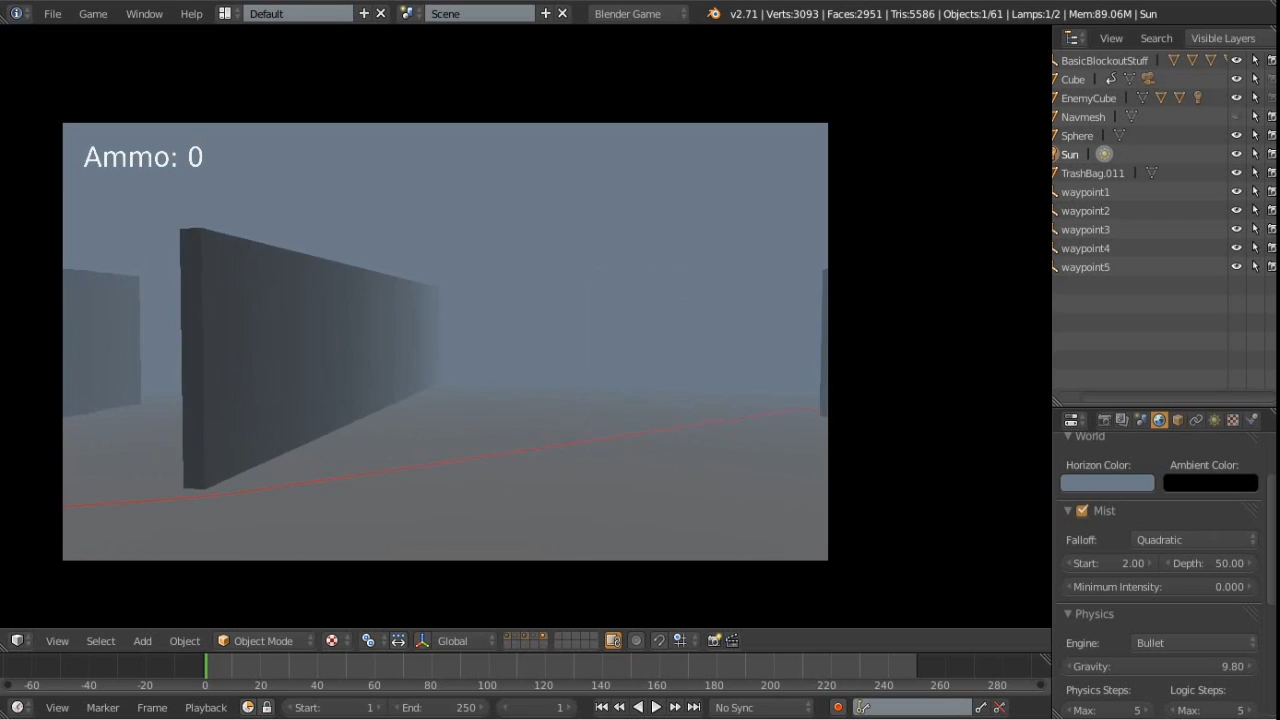 File Game Window Help Default Scene Blender Game v2.71 | Verts:3093 | Faces:2951 | Tris:5586 | Objects:1/61 | Lamps:1/2 | Mem:89.06M | Sun
View Search Visible Layers
BasicBlockoutStuff
Cube
EnemyCube
Navmesh
Sphere
Sun
TrashBag.011
waypoint1
waypoint2
waypoint3
waypoint4
waypoint5
Ammo: 0
World
Horizon Color: Ambient Color:
Mist
Falloff: Quadratic
Start: 2.00 Depth: 50.00
Minimum Intensity: 0.000
Physics
Engine: Bullet
Gravity: 9.80
Physics Steps: Logic Steps:
Max: 5 Max: 5
View Select Add Object Object Mode Global
-60 -40 -20 0 20 40 60 80 100 120 140 160 180 200 220 240 260 280
View Marker Frame Playback Start: 1 End: 250 1 No Sync